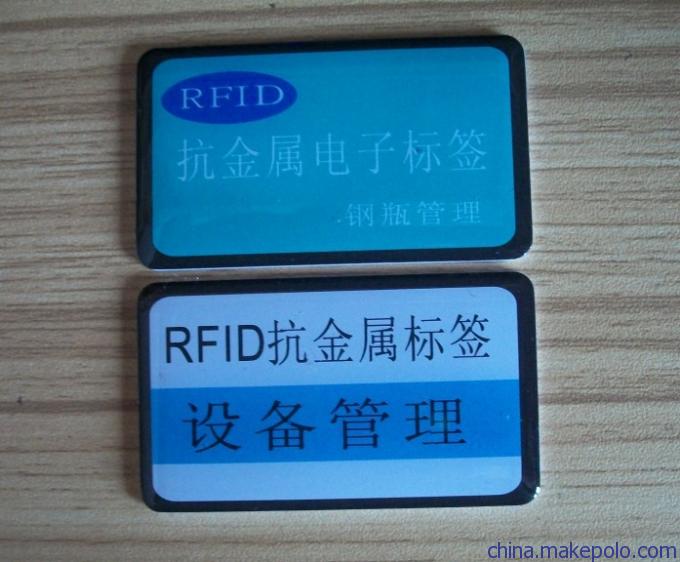 RFID
抗金属电子标签
钢瓶管理
RFID抗金属标签
设备管理
china.makepolo.com